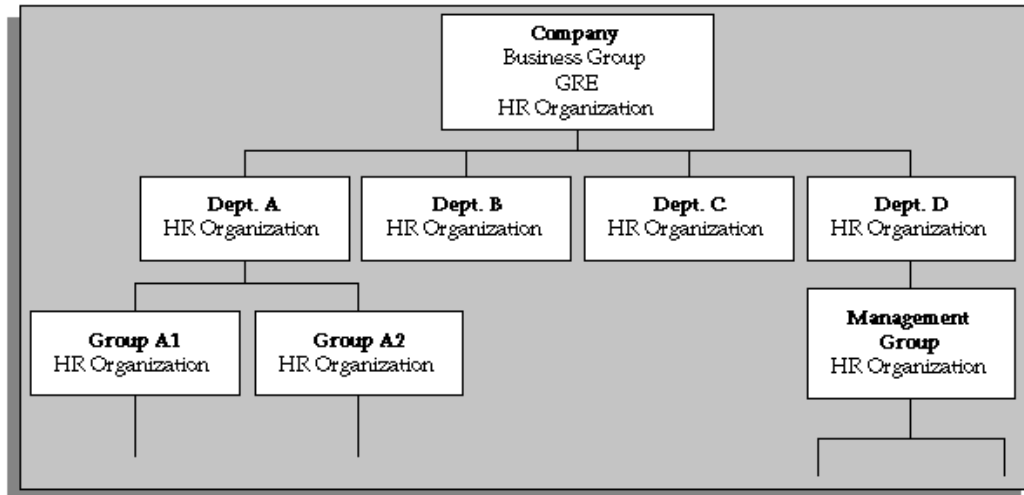 Company
Business Group
GRE
HR Organization
Dept. A
HR Organization
Dept. B
HR Organization
Dept. C
HR Organization
Dept. D
HR Organization
Group A1
HR Organization
Group A2
HR Organization
Management
Group
HR Organization